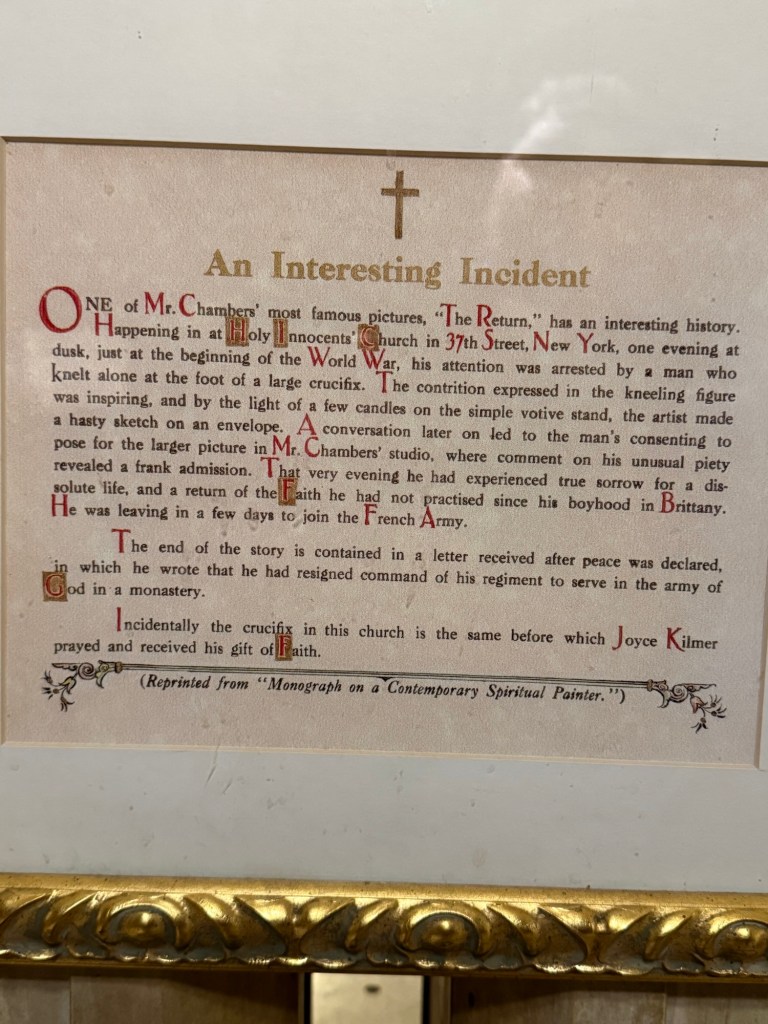 An Interesting Incident
ONE of Mr. Chambers' most famous pictures, "The Return," has an interesting history.
Happening in at Holy Innocents' Church in 37th Street, New York, one evening at
dusk, just at the beginning of the World War, his attention was arrested by a man who
knelt alone at the foot of a large crucifix. The contrition expressed in the kneeling figure
was inspiring, and by the light of a few candles on the simple votive stand, the artist made
a hasty sketch on an envelope. A conversation later on led to the man's consenting to
pose for the larger picture in Mr. Chambers' studio, where comment on his unusual piety
revealed a frank admission. That very evening he had experienced true sorrow for a dis-
solute life, and a return of the Faith he had not practised since his boyhood in Brittany.
He was leaving in a few days to join the French Army.
The end of the story is contained in a letter received after peace was declared,
in which he wrote that he had resigned command of his regiment to serve in the army of
God in a monastery.
Incidentally the crucifix in this church is the same before which Joyce Kilmer
prayed and received his gift of Faith.
(Reprinted from "Monograph on a Contemporary Spiritual Painter.")